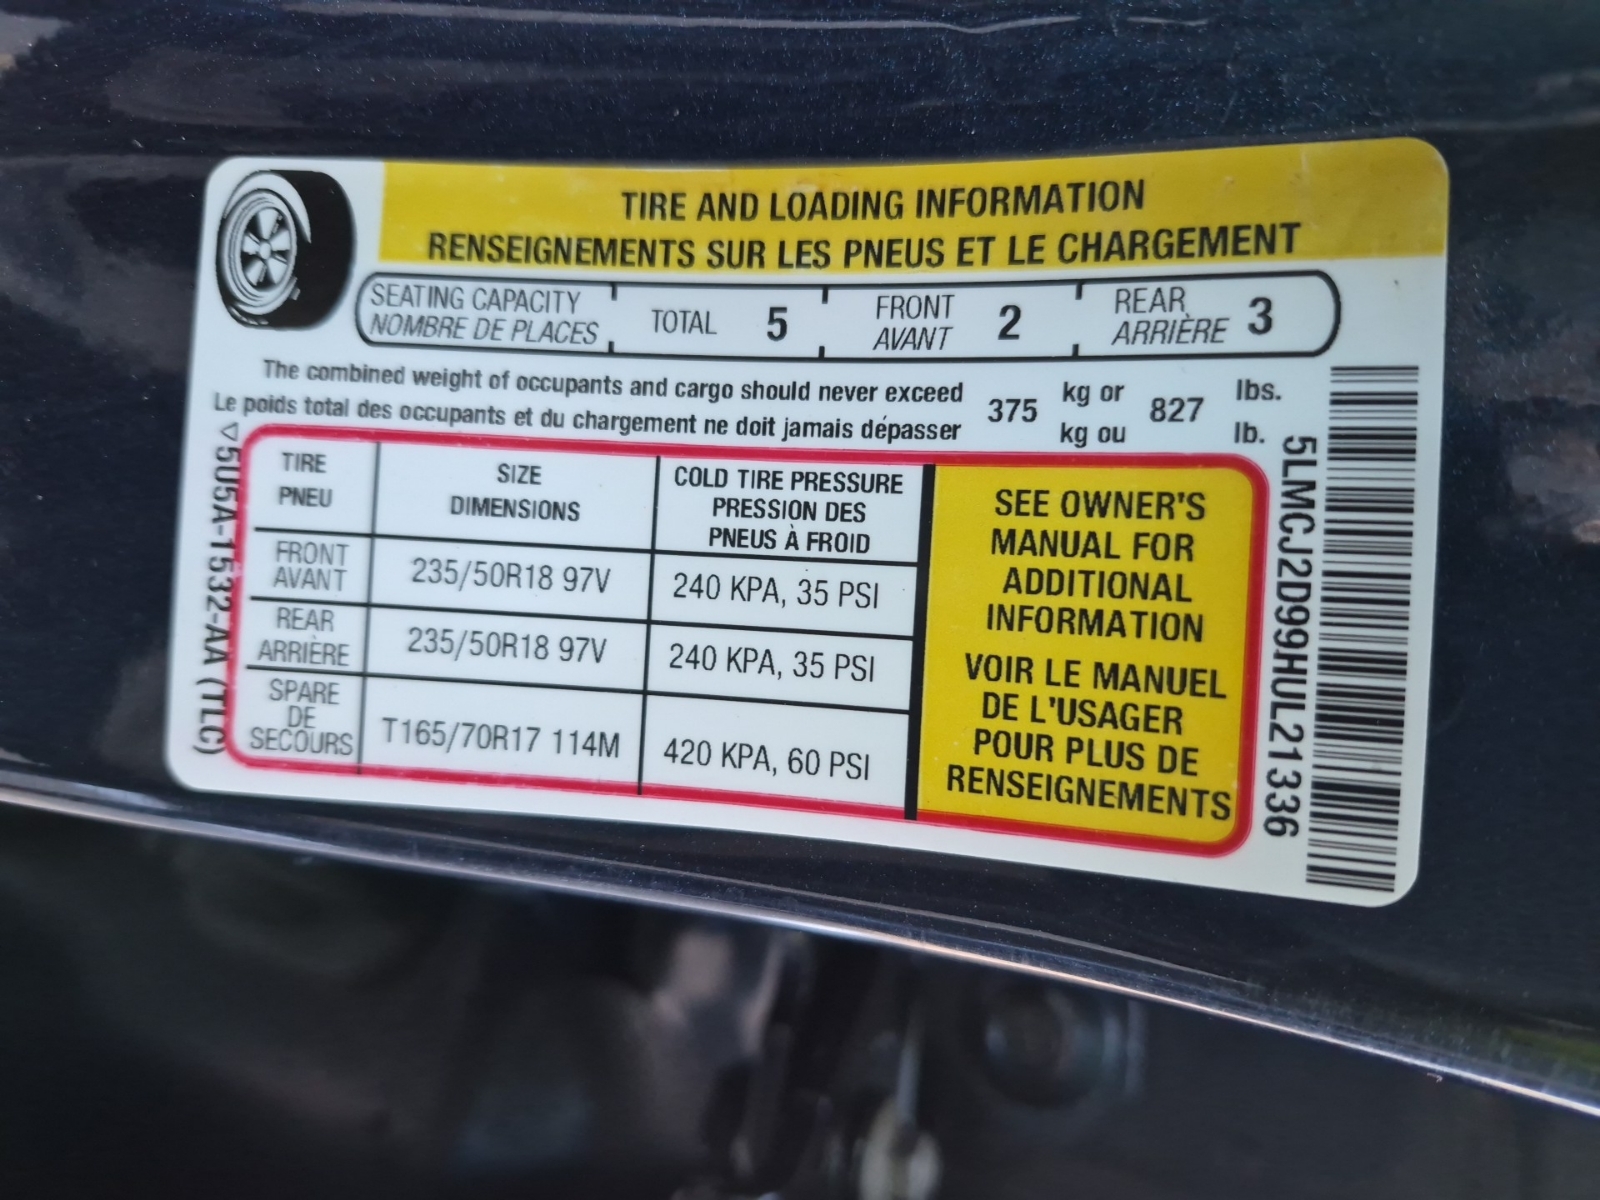 TIRE AND LOADING INFORMATION
RENSEIGNEMENTS SUR LES PNEUS ET LE CHARGEMENT
SEATING CAPACITY
NOMBRE DE PLACES
TOTAL 5
FRONT
AVANT
2
REAR
ARRIÈRE
3
The combined weight of occupants and cargo should never exceed 375 kg or 827 lbs.
Le poids total des occupants et du chargement ne doit jamais dépasser kg ou lb.
TIRE
PNEU
SIZE
DIMENSIONS
COLD TIRE PRESSURE
PRESSION DES
PNEUS À FROID
FRONT
AVANT
235/50R18 97V
240 KPA, 35 PSI
REAR
ARRIÈRE
235/50R18 97V
240 KPA, 35 PSI
SPARE
DE
SECOURS
T165/70R17 114M
420 KPA, 60 PSI
SEE OWNER'S
MANUAL FOR
ADDITIONAL
INFORMATION
VOIR LE MANUEL
DE L'USAGER
POUR PLUS DE
RENSEIGNEMENTS
5U5A-1532-AA (TLC)
5LMCJ2D99HUL21336